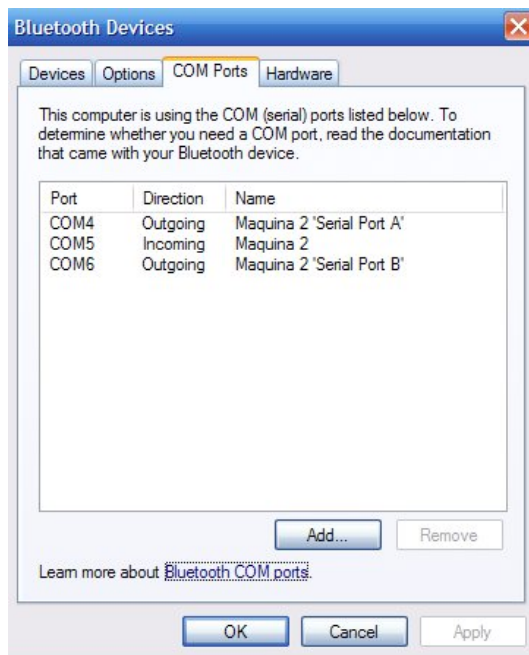 Bluetooth Devices
Devices Options COM Ports Hardware
This computer is using the COM (serial) ports listed below. To
determine whether you need a COM port, read the documentation
that came with your Bluetooth device.
Port Direction Name
COM4 Outgoing Maquina 2 'Serial Port A'
COM5 Incoming Maquina 2
COM6 Outgoing Maquina 2 'Serial Port B'
Add... Remove
Learn more about Bluetooth COM ports.
OK Cancel Apply